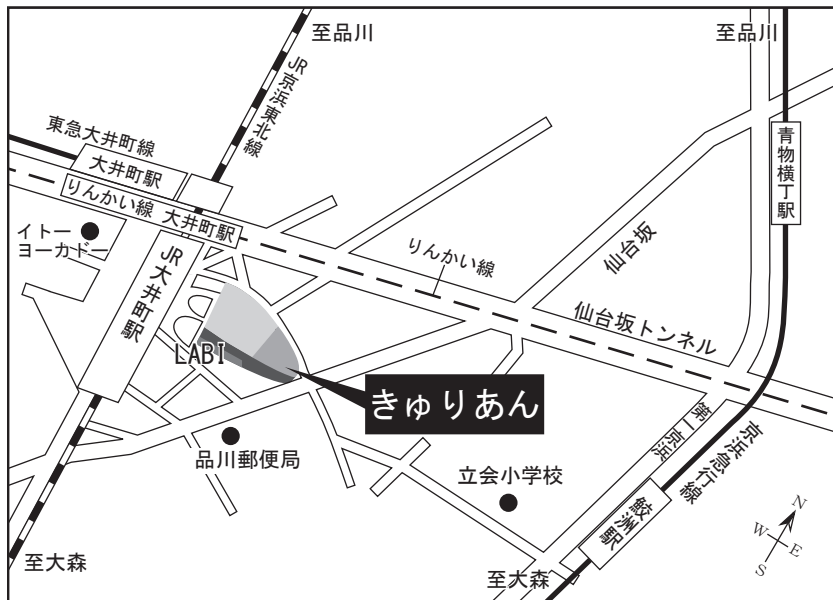 至品川
至品川
JR京浜東北線
東急大井町線
大井町駅
りんかい線 大井町駅
青物横丁駅
イトー
ヨーカドー
JR大井町駅
りんかい線
仙台坂
仙台坂トンネル
LABI
きゅりあん
品川郵便局
第一京浜
京浜急行線
立会小学校
鮫洲駅
至大森
至大森
N
W
E
S